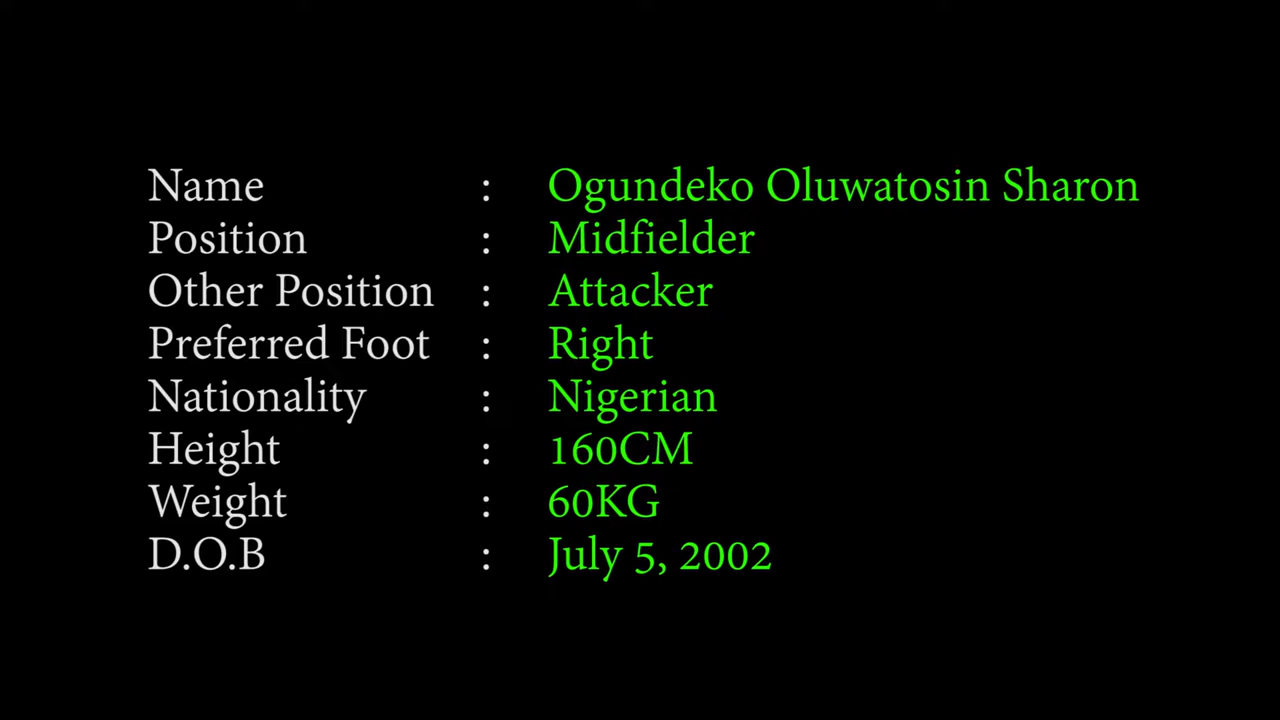 Name : Ogundeko Oluwatosin Sharon
Position : Midfielder
Other Position : Attacker
Preferred Foot : Right
Nationality : Nigerian
Height : 160CM
Weight : 60KG
D.O.B : July 5, 2002